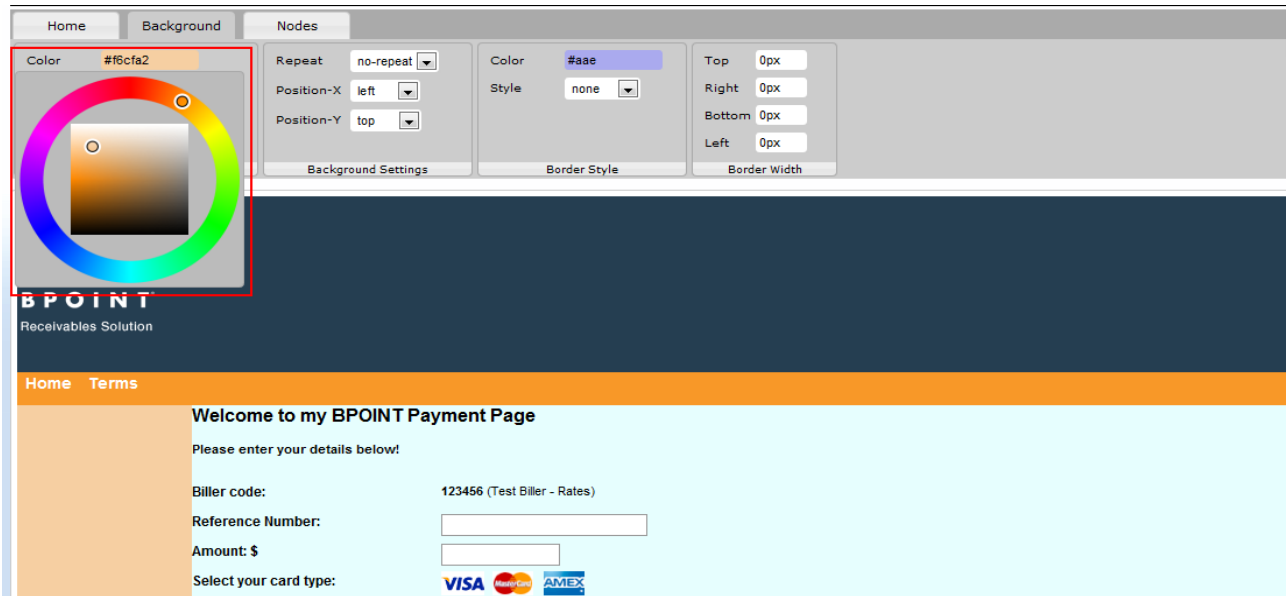 Home Background Nodes
Color #f6cfa2
Repeat no-repeat
Position-X left
Position-Y top
Background Settings
Color #aae
Style none
Border Style
Top 0px
Right 0px
Bottom 0px
Left 0px
Border Width
BPOINT
Receivables Solution
Home Terms
Welcome to my BPOINT Payment Page
Please enter your details below!
Biller code: 123456 (Test Biller - Rates)
Reference Number:
Amount: $
Select your card type: VISA MasterCard AMEX